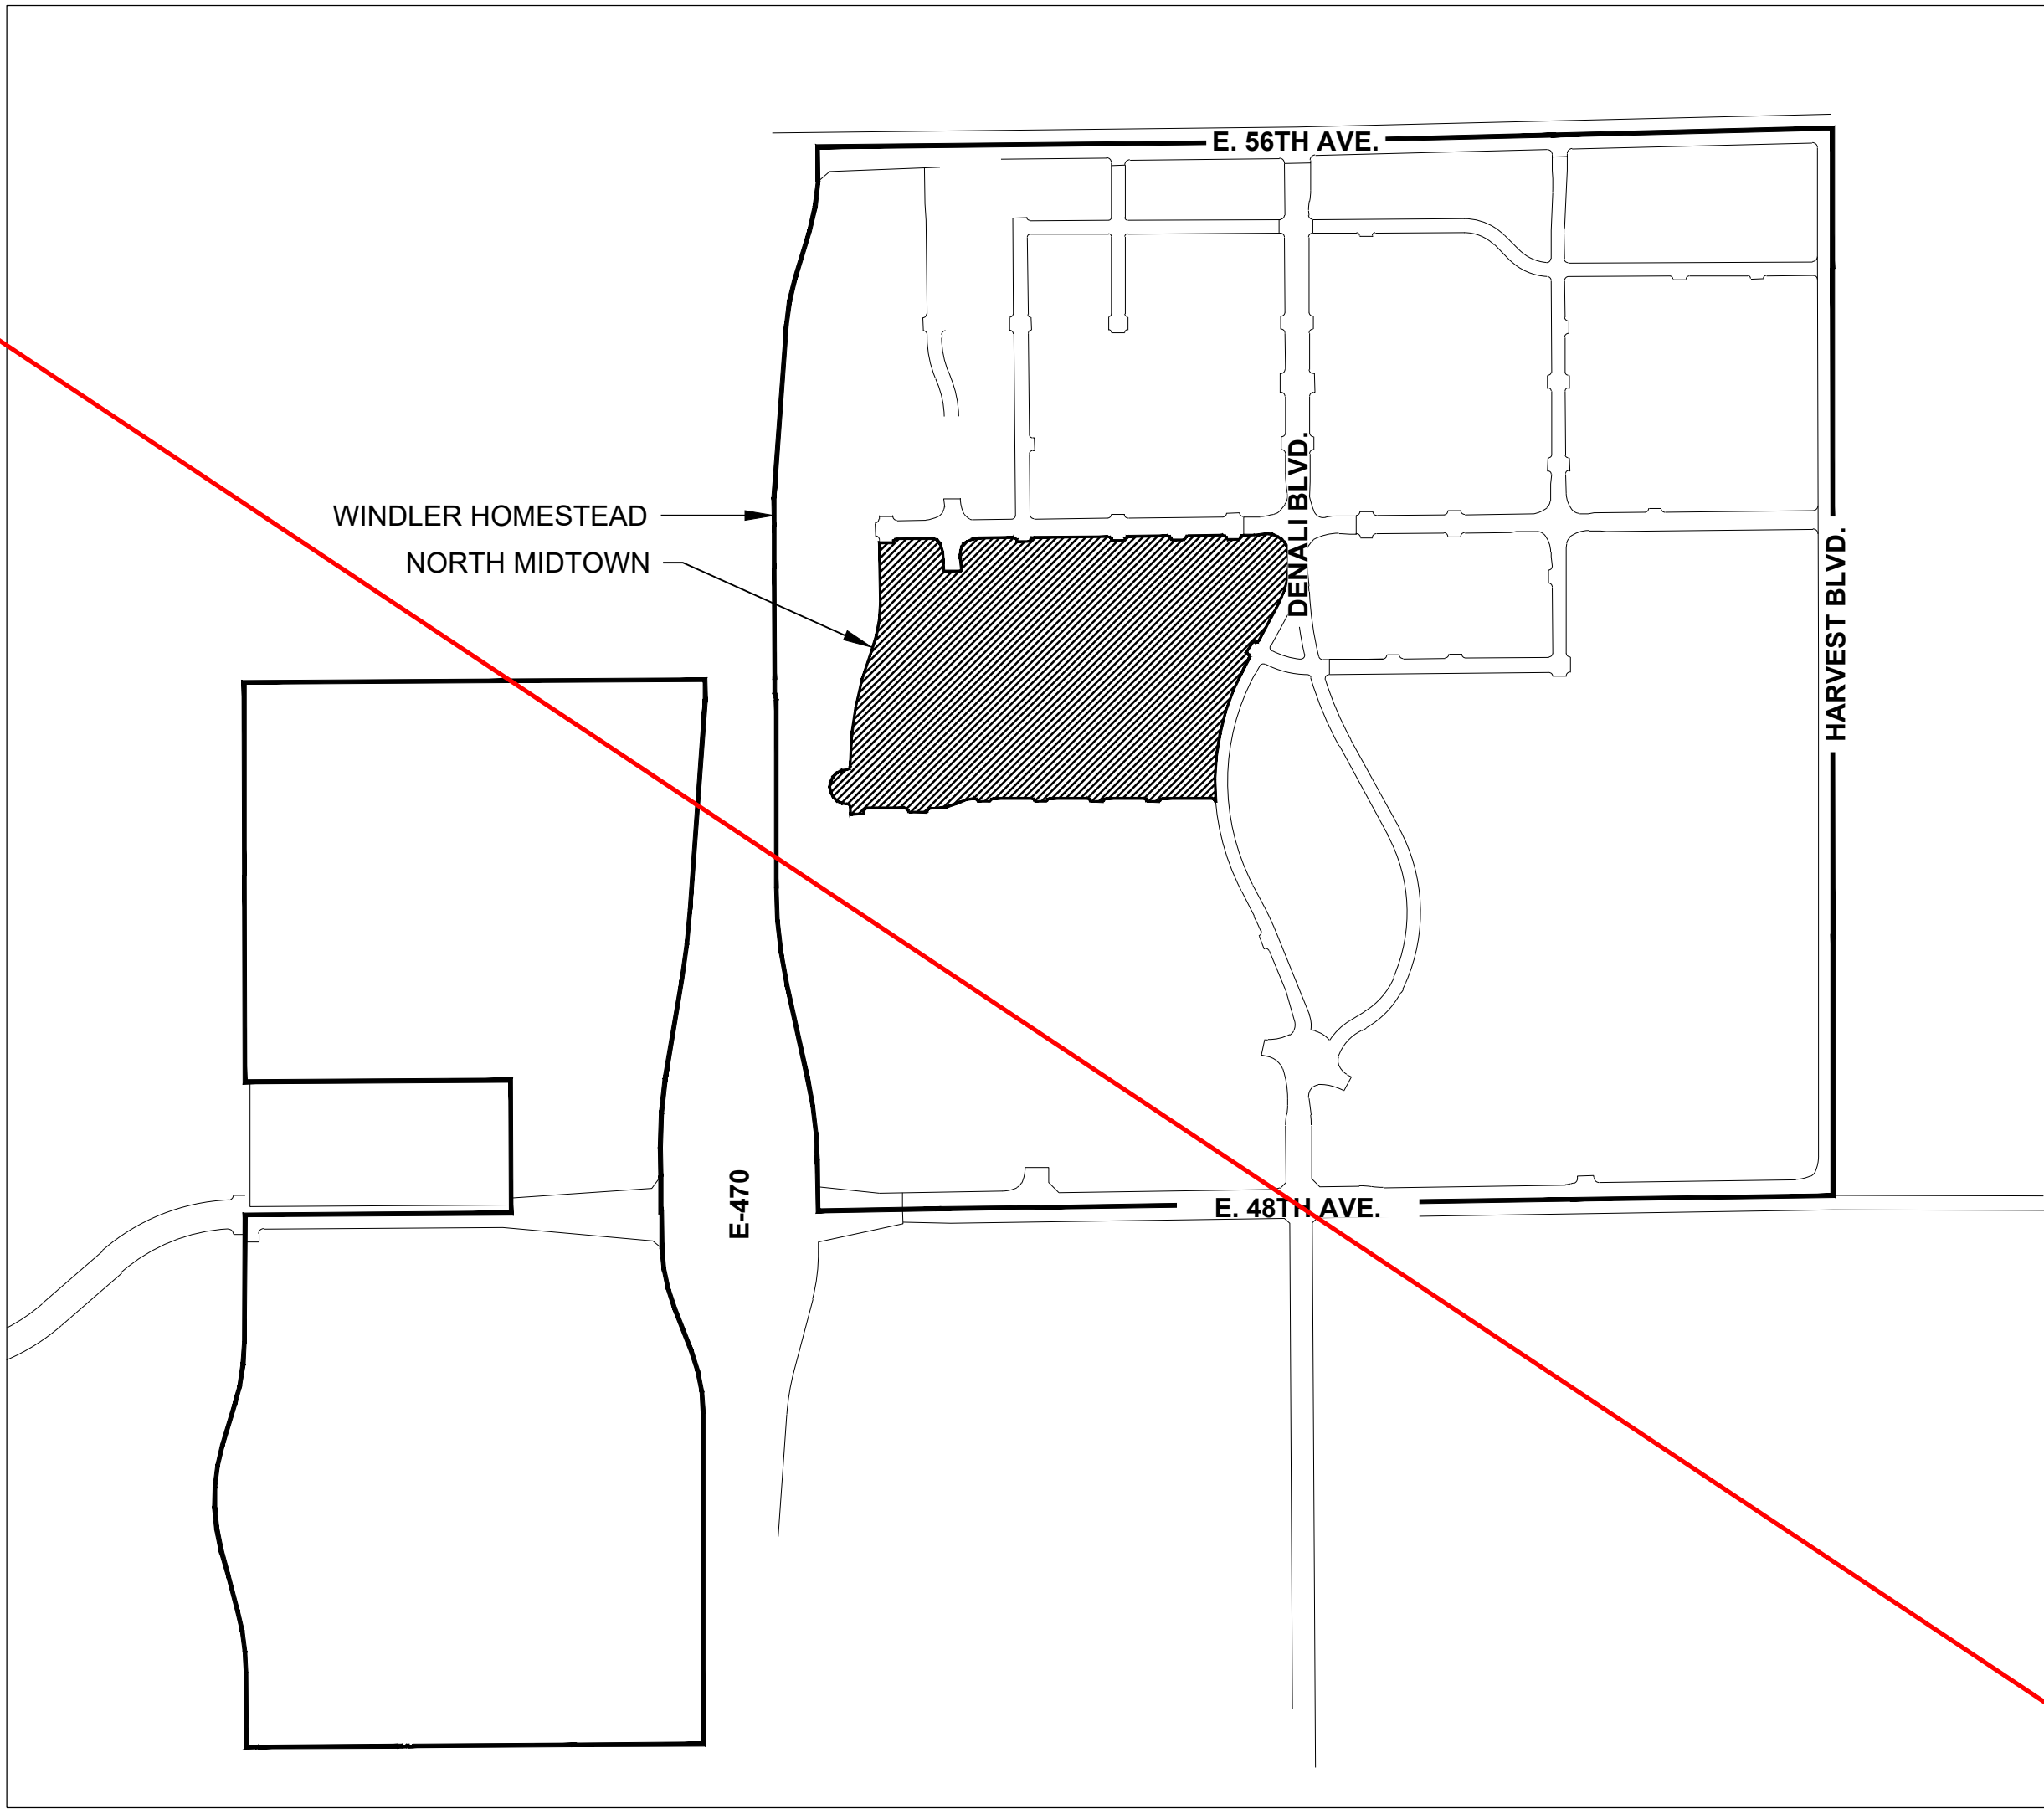 E. 56TH AVE.
WINDLER HOMESTEAD
NORTH MIDTOWN
DENALI BLVD.
HARVEST BLVD.
E-470
E. 48TH AVE.